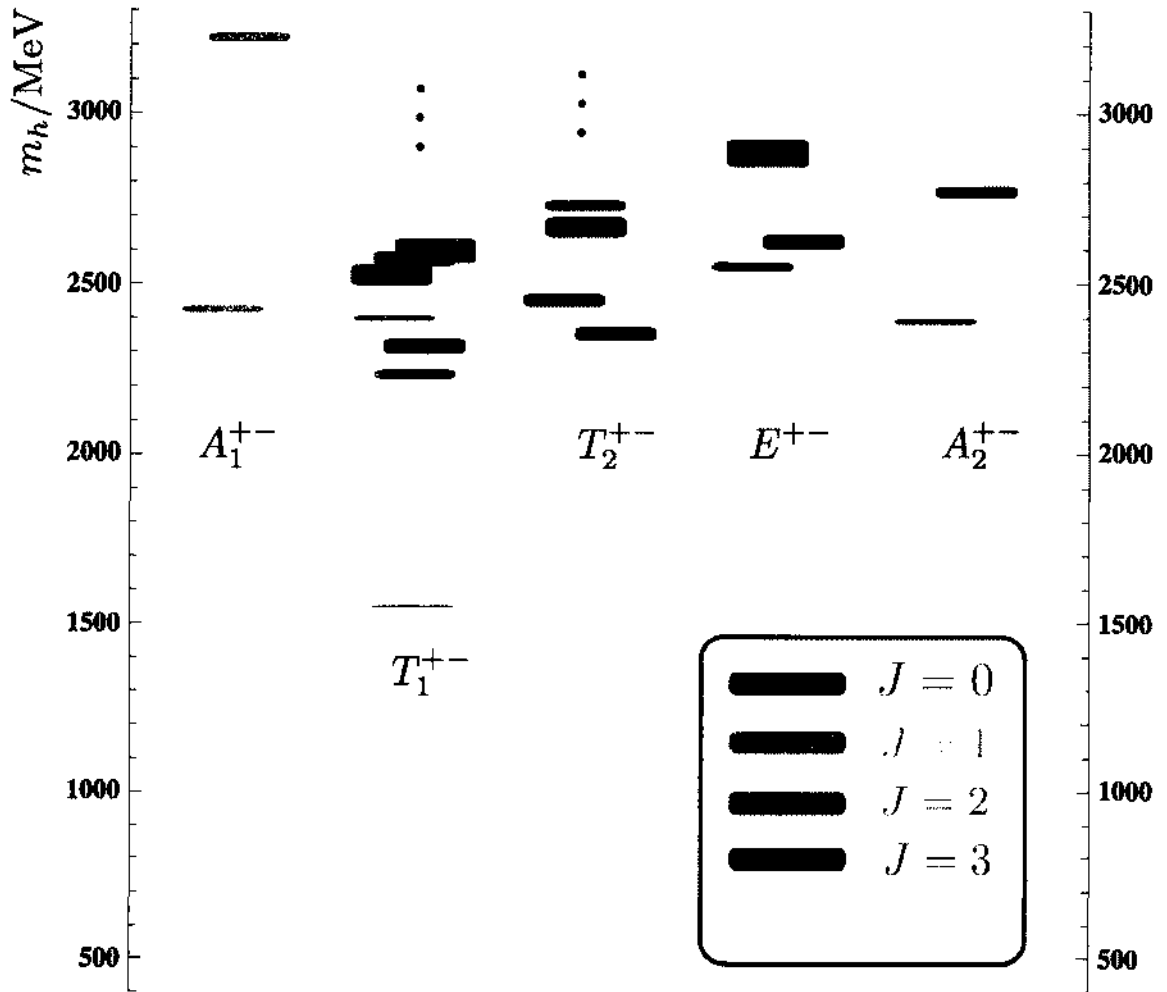 m_h/MeV
3000 3000
2500 2500
A_1^{+-} T_2^{+-} E^{+-} A_2^{+-}
2000 2000
1500 1500
T_1^{+-}
J = 0
J = 1
J = 2
1000 1000
J = 3
500 500